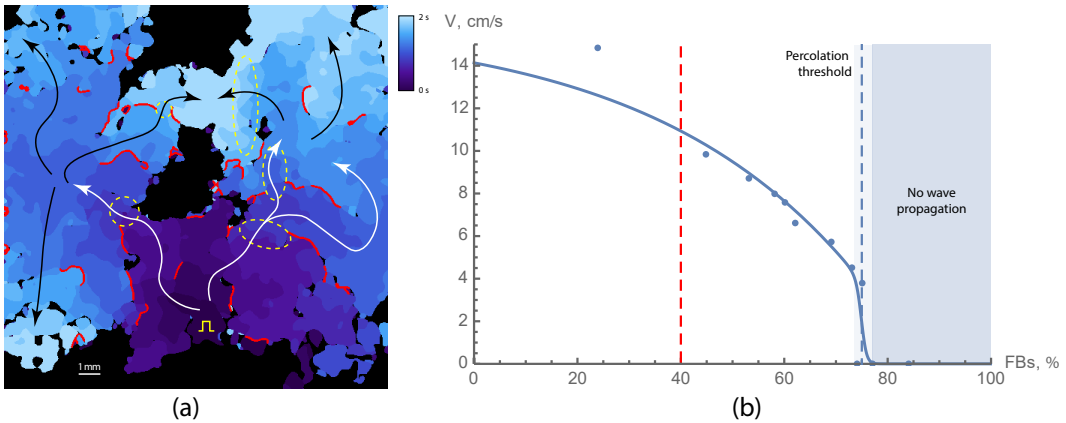 2 s
0 s
1 mm
(a)
V, cm/s
14
12
10
8
6
4
2
0
0
20
40
60
80
100
FBs, %
Percolation
threshold
No wave
propagation
(b)